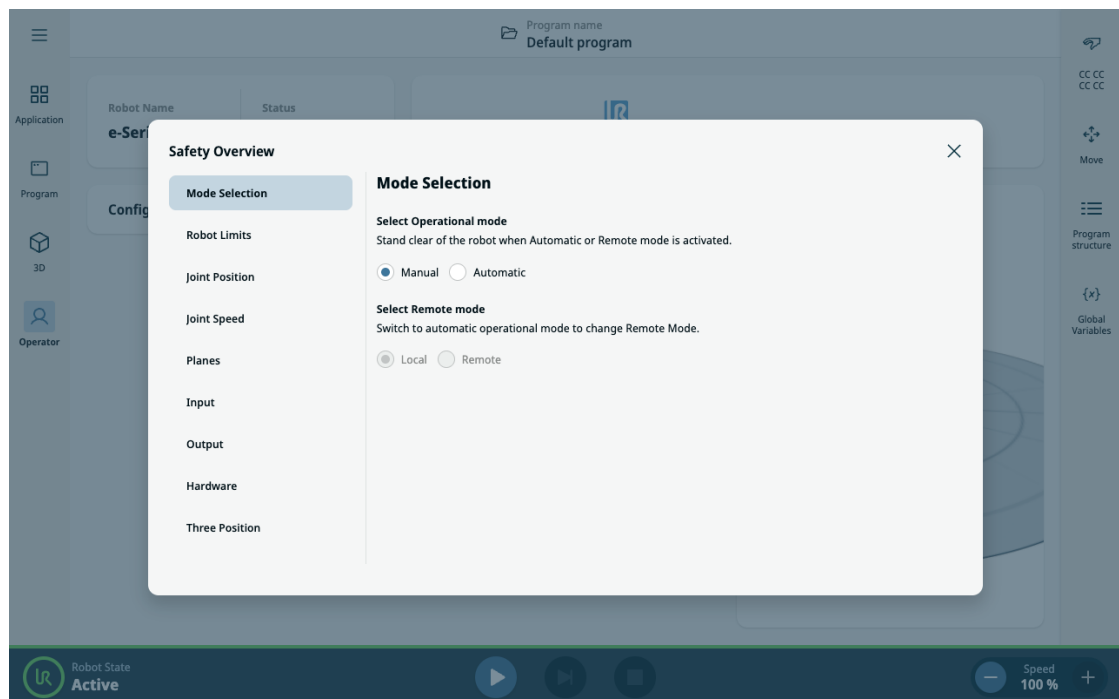 Program name
Default program
Application
Program
3D
Operator
Robot Name
Status
e-Seri
Config
Safety Overview
Mode Selection
Robot Limits
Joint Position
Joint Speed
Planes
Input
Output
Hardware
Three Position
Mode Selection
Select Operational mode
Stand clear of the robot when Automatic or Remote mode is activated.
Manual
Automatic
Select Remote mode
Switch to automatic operational mode to change Remote Mode.
Local
Remote
CC CC
CC CC
Move
Program
structure
{x}
Global
Variables
UR
Robot State
Active
Speed
100 %